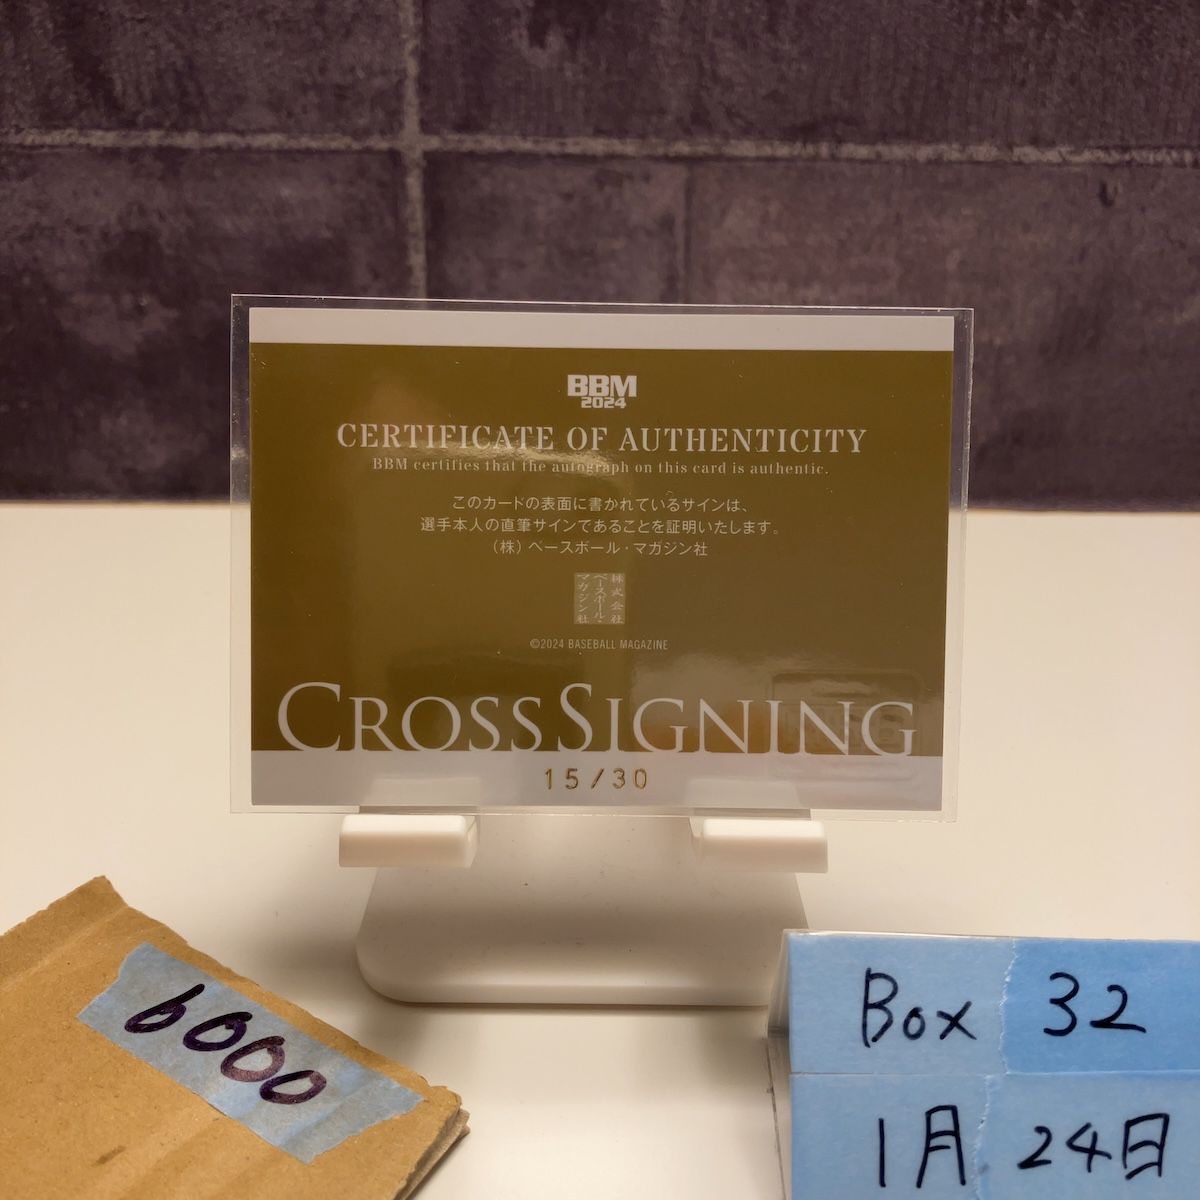 BBM
2024
CERTIFICATE OF AUTHENTICITY
BBM certifies that the autograph on this card is authentic.
このカードの表面に書かれているサインは、
選手本人の直筆サインであることを証明いたします。
（株）ベースボール・マガジン社
株式会社
ベースボール・
マガジン社
©2024 BASEBALL MAGAZINE
CROSSSIGNING
15/30
6000
Box 32
1月 24日